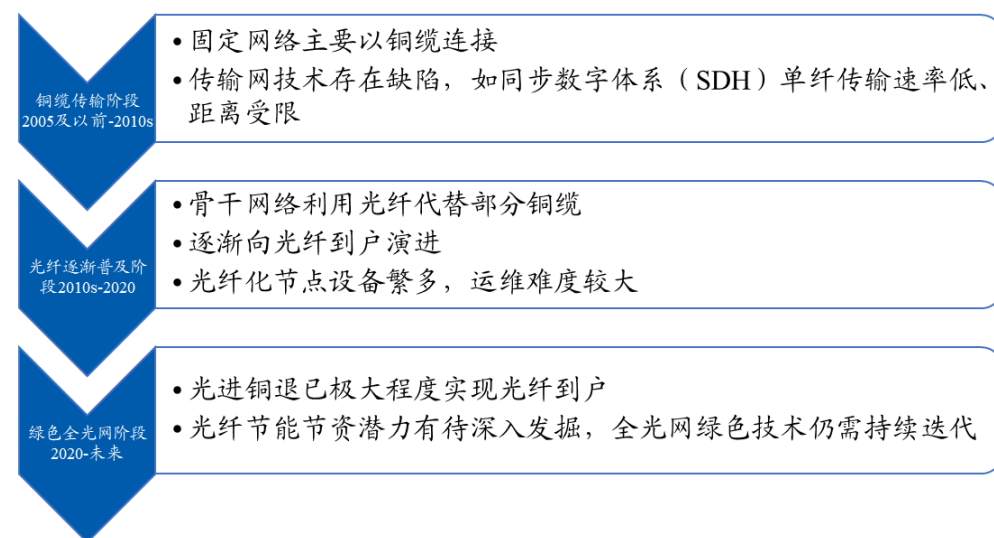 铜缆传输阶段
2005及以前-2010s
• 固定网络主要以铜缆连接
• 传输网技术存在缺陷，如同步数字体系（SDH）单纤传输速率低、
距离受限
光纤逐渐普及阶
段2010s-2020
• 骨干网络利用光纤代替部分铜缆
• 逐渐向光纤到户演进
• 光纤化节点设备繁多，运维难度较大
绿色全光网阶段
2020-未来
• 光进铜退已极大程度实现光纤到户
• 光纤节能节资潜力有待深入发掘，全光网绿色技术仍需持续迭代